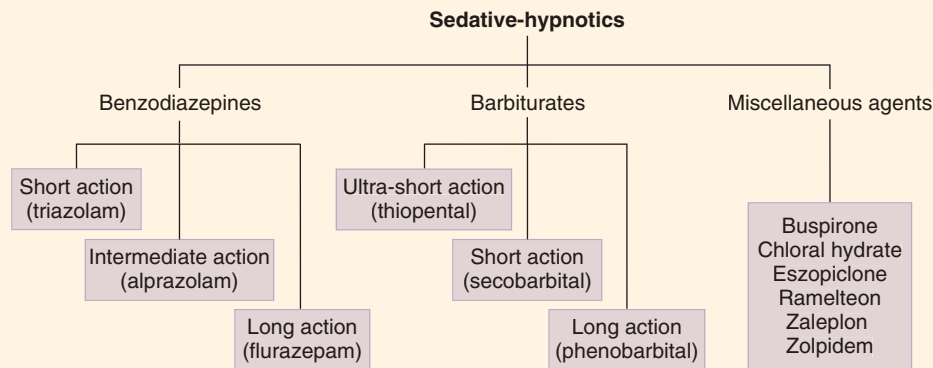 Sedative-hypnotics
Benzodiazepines
Barbiturates
Miscellaneous agents
Short action
(triazolam)
Intermediate action
(alprazolam)
Long action
(flurazepam)
Ultra-short action
(thiopental)
Short action
(secobarbital)
Long action
(phenobarbital)
Buspirone
Chloral hydrate
Eszopiclone
Ramelteon
Zaleplon
Zolpidem